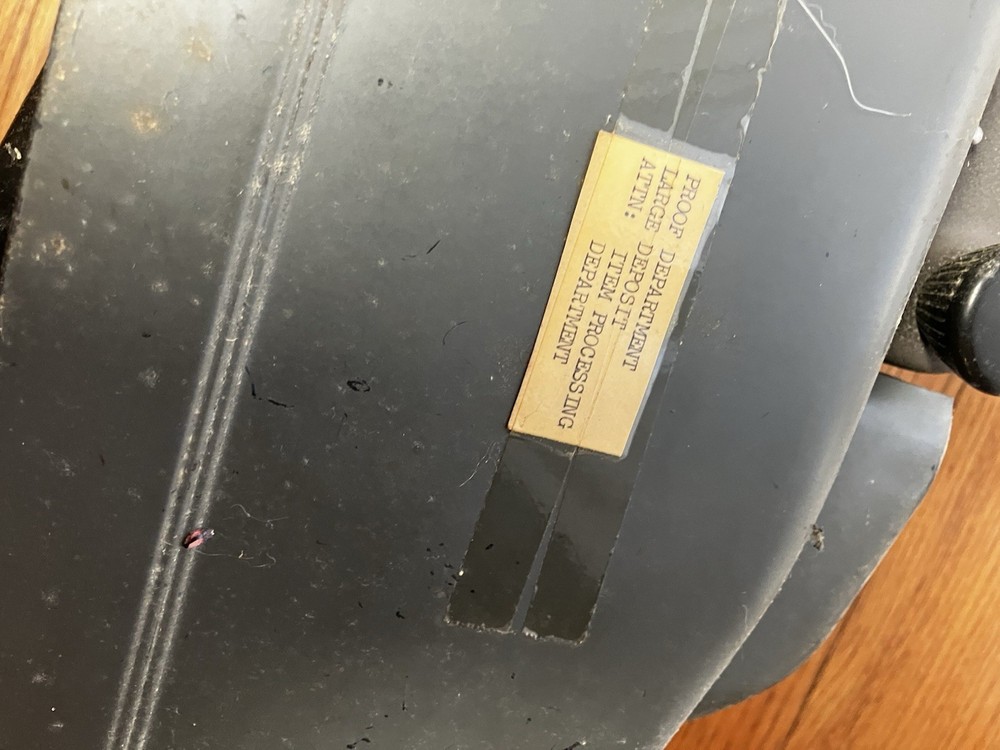 PROOF DEPARTMENT
LARGE DEPOSIT
ATTN: ITEM PROCESSING
DEPARTMENT